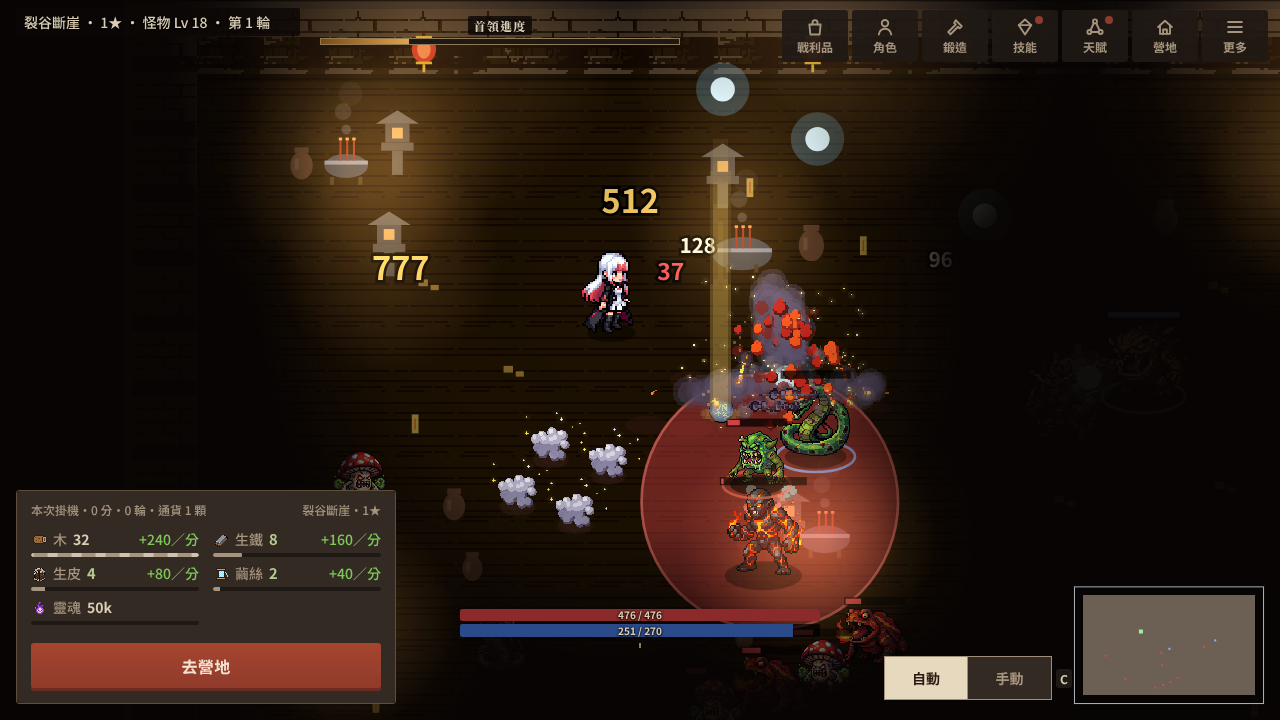 裂谷斷崖 · 1★ · 怪物 Lv 18 · 第 1 輪
首領進度
戰利品
角色
鍛造
技能
天賦
營地
更多
512
128
37
777
96
本次掛機・0 分・0 輪・通貨 1 顆
裂谷斷崖・1★
木 32
+240／分
生鐵 8
+160／分
生皮 4
+80／分
繭絲 2
+40／分
靈魂 50k
去營地
476 / 476
251 / 270
自動
手動
C